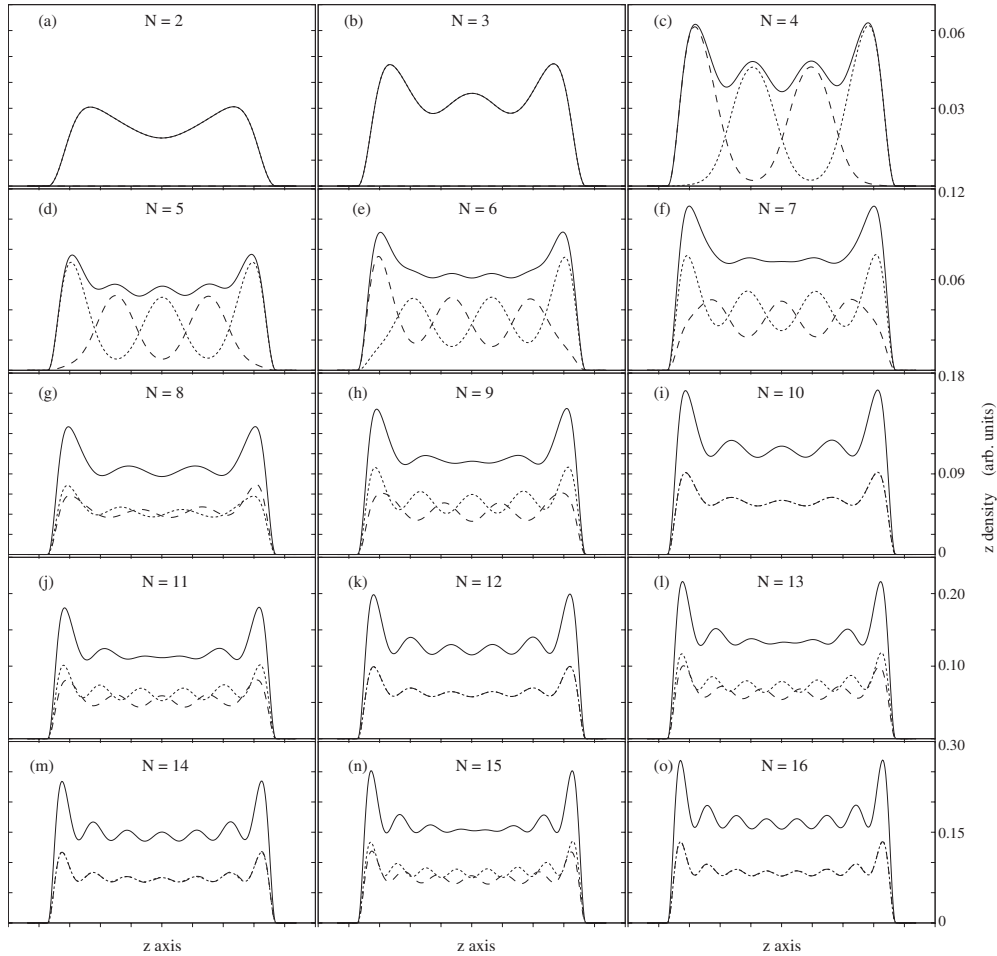 (a) N = 2
(b) N = 3
(c) N = 4
0.06
0.03
(d) N = 5
(e) N = 6
(f) N = 7
0.12
0.06
(g) N = 8
(h) N = 9
(i) N = 10
0.18
0.09
0
z density (arb. units)
(j) N = 11
(k) N = 12
(l) N = 13
0.20
0.10
(m) N = 14
(n) N = 15
(o) N = 16
0.30
0.15
0
z axis
z axis
z axis